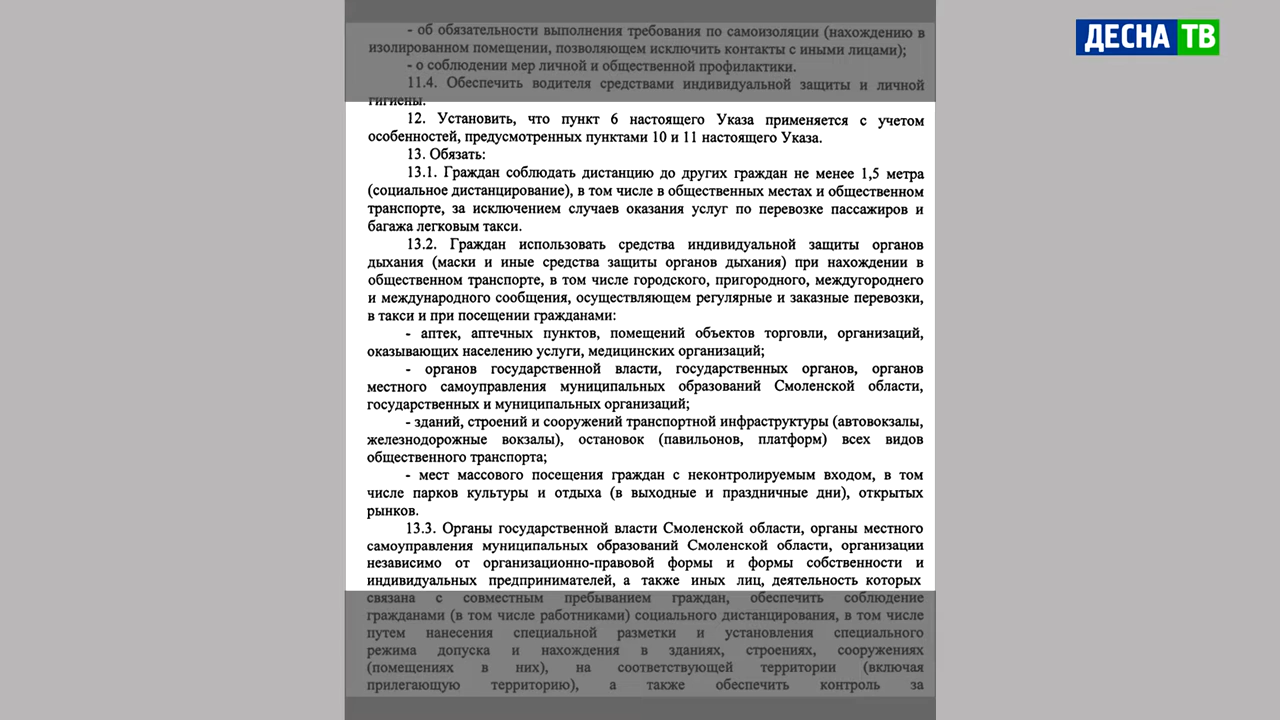 ДЕСНА ТВ
- об обязательности выполнения требования по самоизоляции (нахождению в
изолированном помещении, позволяющем исключить контакты с иными лицами);
- о соблюдении мер личной и общественной профилактики.
11.4. Обеспечить водителя средствами индивидуальной защиты и личной
гигиены.
12. Установить, что пункт 6 настоящего Указа применяется с учетом
особенностей, предусмотренных пунктами 10 и 11 настоящего Указа.
13. Обязать:
13.1. Граждан соблюдать дистанцию до других граждан не менее 1,5 метра
(социальное дистанцирование), в том числе в общественных местах и общественном
транспорте, за исключением случаев оказания услуг по перевозке пассажиров и
багажа легковым такси.
13.2. Граждан использовать средства индивидуальной защиты органов
дыхания (маски и иные средства защиты органов дыхания) при нахождении в
общественном транспорте, в том числе городского, пригородного, междугороднего
и международного сообщения, осуществляющем регулярные и заказные перевозки,
в такси и при посещении гражданами:
- аптек, аптечных пунктов, помещений объектов торговли, организаций,
оказывающих населению услуги, медицинских организаций;
- органов государственной власти, государственных органов, органов
местного самоуправления муниципальных образований Смоленской области,
государственных и муниципальных организаций;
- зданий, строений и сооружений транспортной инфраструктуры (автовокзалы,
железнодорожные вокзалы), остановок (павильонов, платформ) всех видов
общественного транспорта;
- мест массового посещения граждан с неконтролируемым входом, в том
числе парков культуры и отдыха (в выходные и праздничные дни), открытых
рынков.
13.3. Органы государственной власти Смоленской области, органы местного
самоуправления муниципальных образований Смоленской области, организации
независимо от организационно-правовой формы и формы собственности и
индивидуальных предпринимателей, а также иных лиц, деятельность которых
связана с совместным пребыванием граждан, обеспечить соблюдение
гражданами (в том числе работниками) социального дистанцирования, в том числе
путем нанесения специальной разметки и установления специального
режима допуска и нахождения в зданиях, строениях, сооружениях
(помещениях в них), на соответствующей территории (включая
прилегающую территорию), а также обеспечить контроль за